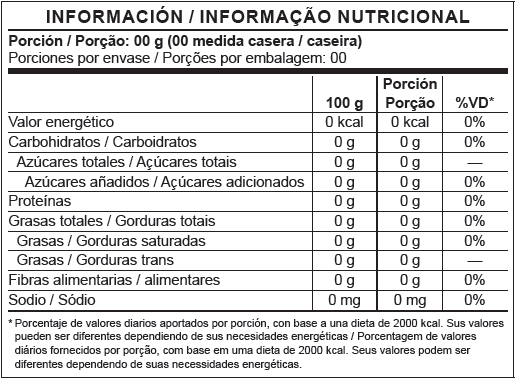 INFORMACIÓN / INFORMAÇÃO NUTRICIONAL
Porción / Porção: 00 g (00 medida casera / caseira)
Porciones por envase / Porções por embalagem: 00
100 g Porción Porção %VD*
Valor energético 0 kcal 0 kcal 0%
Carbohidratos / Carboidratos 0 g 0 g 0%
Azúcares totales / Açúcares totais 0 g 0 g —
Azúcares añadidos / Açúcares adicionados 0 g 0 g 0%
Proteínas 0 g 0 g 0%
Grasas totales / Gorduras totais 0 g 0 g 0%
Grasas / Gorduras saturadas 0 g 0 g 0%
Grasas / Gorduras trans 0 g 0 g —
Fibras alimentarias / alimentares 0 g 0 g 0%
Sodio / Sódio 0 mg 0 mg 0%
* Porcentaje de valores diarios aportados por porción, con base a una dieta de 2000 kcal. Sus valores
pueden ser diferentes dependiendo de sus necesidades energéticas / Porcentagem de valores
diários fornecidos por porção, com base em uma dieta de 2000 kcal. Seus valores podem ser
diferentes dependendo de suas necessidades energéticas.